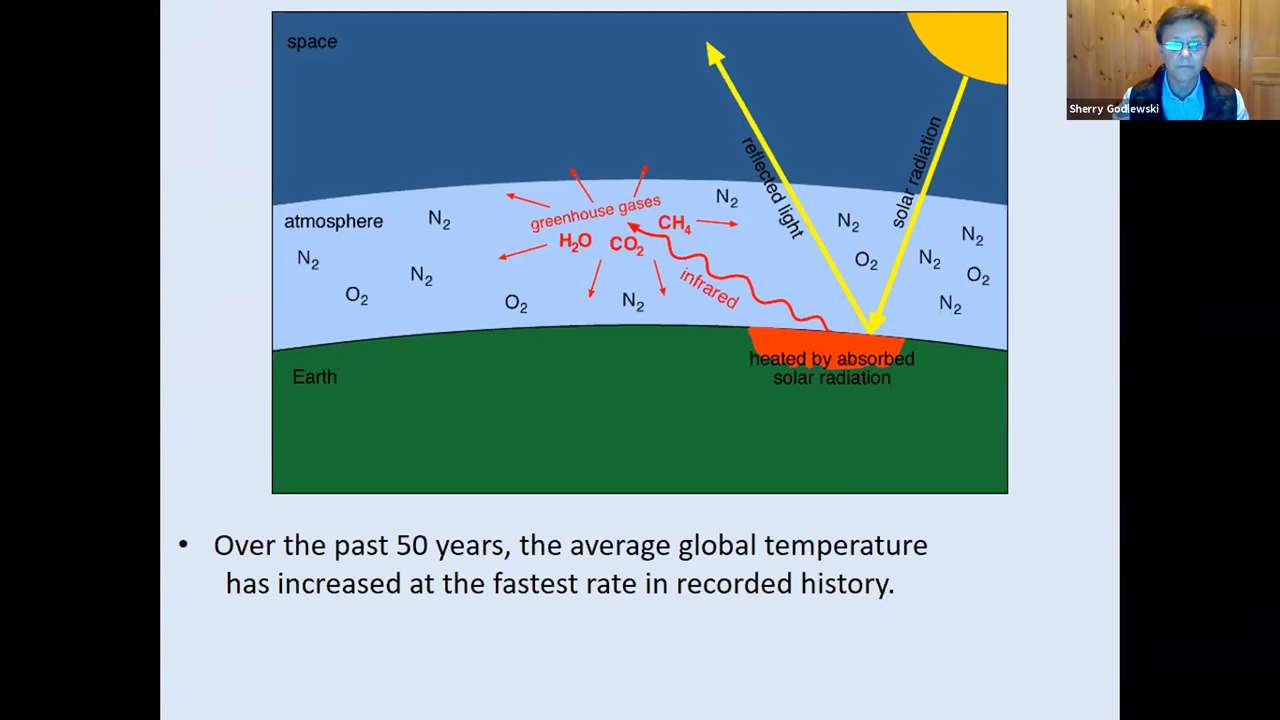 space
Sherry Godlewski
reflected light
solar radiation
atmosphere
greenhouse gases
H₂O
CO₂
CH₄
infrared
N₂
N₂
N₂
N₂
N₂
N₂
N₂
N₂
N₂
O₂
O₂
O₂
O₂
Earth
heated by absorbed
solar radiation
• Over the past 50 years, the average global temperature
has increased at the fastest rate in recorded history.